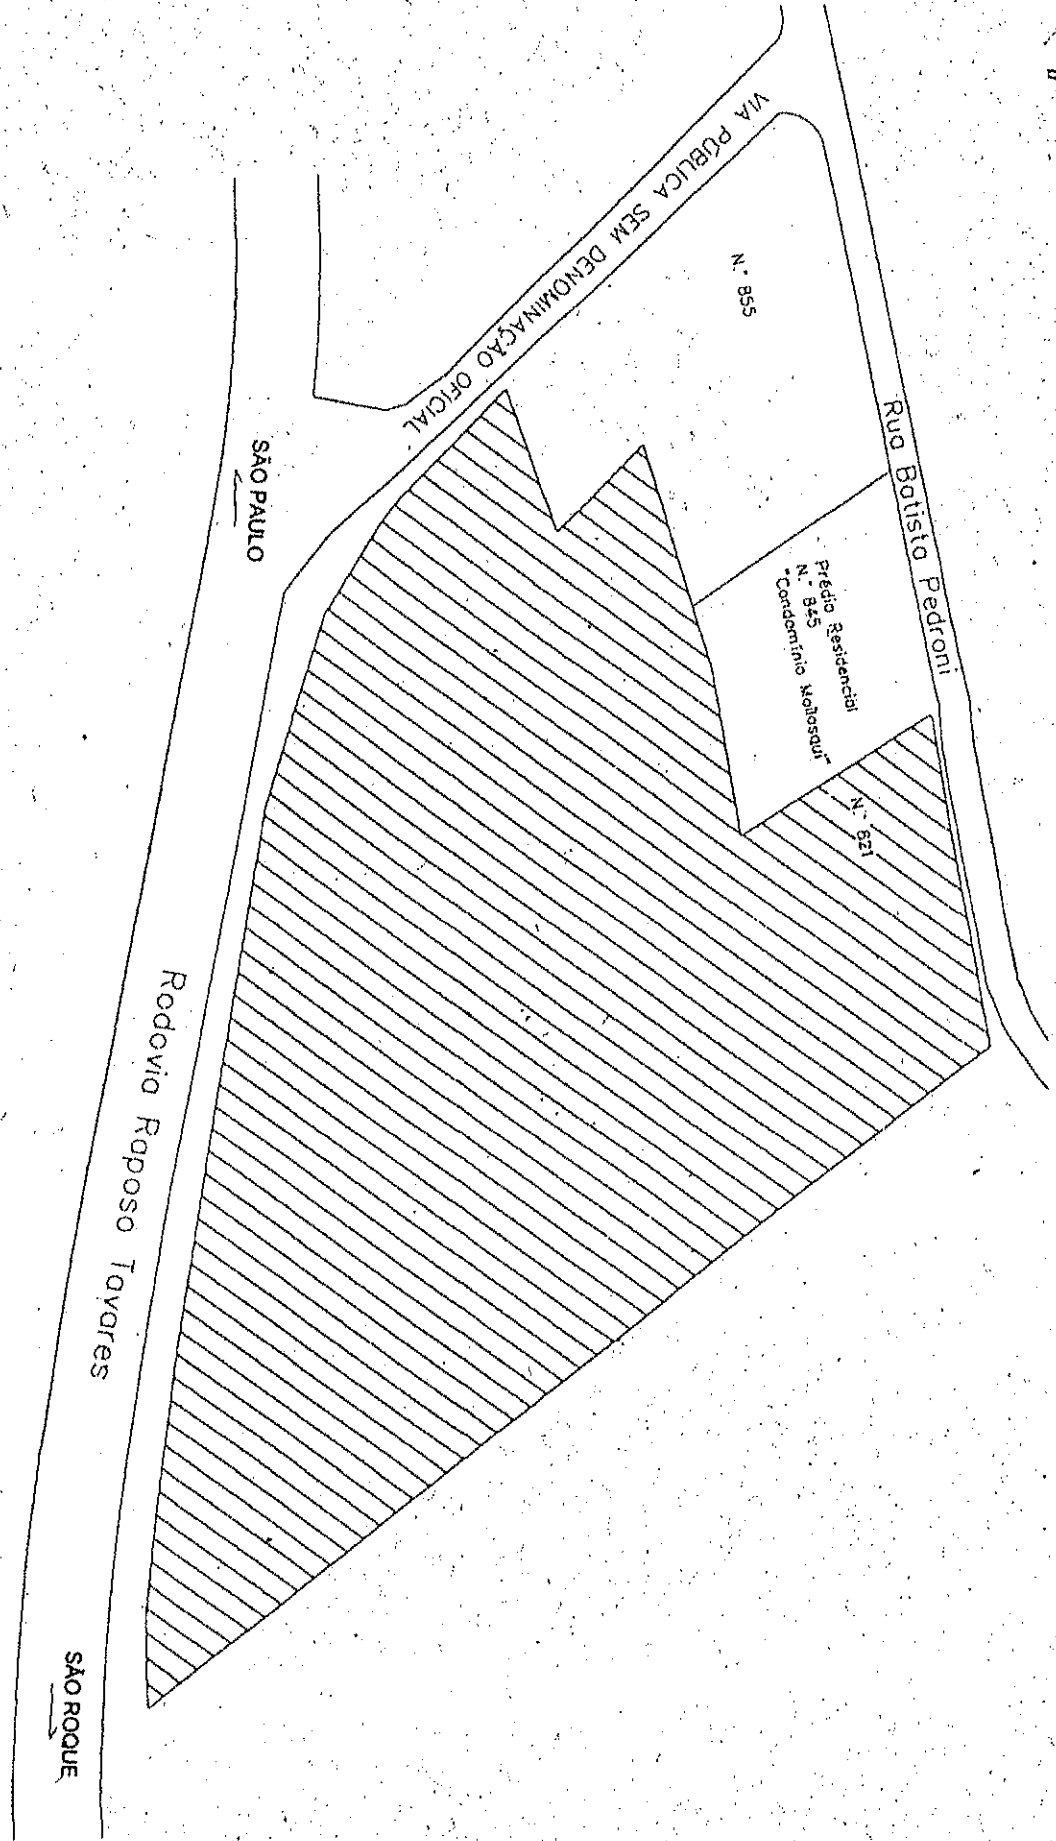 VIA PÚBLICA SEM DENOMINAÇÃO OFICIAL
N.º 855
Rua Batista Pedroni
Prédio Residencial
N.º 845
"Condomínio Mallosqui"
N.º 821
SÃO PAULO
Rodovia Raposo Tavares
SÃO ROQUE